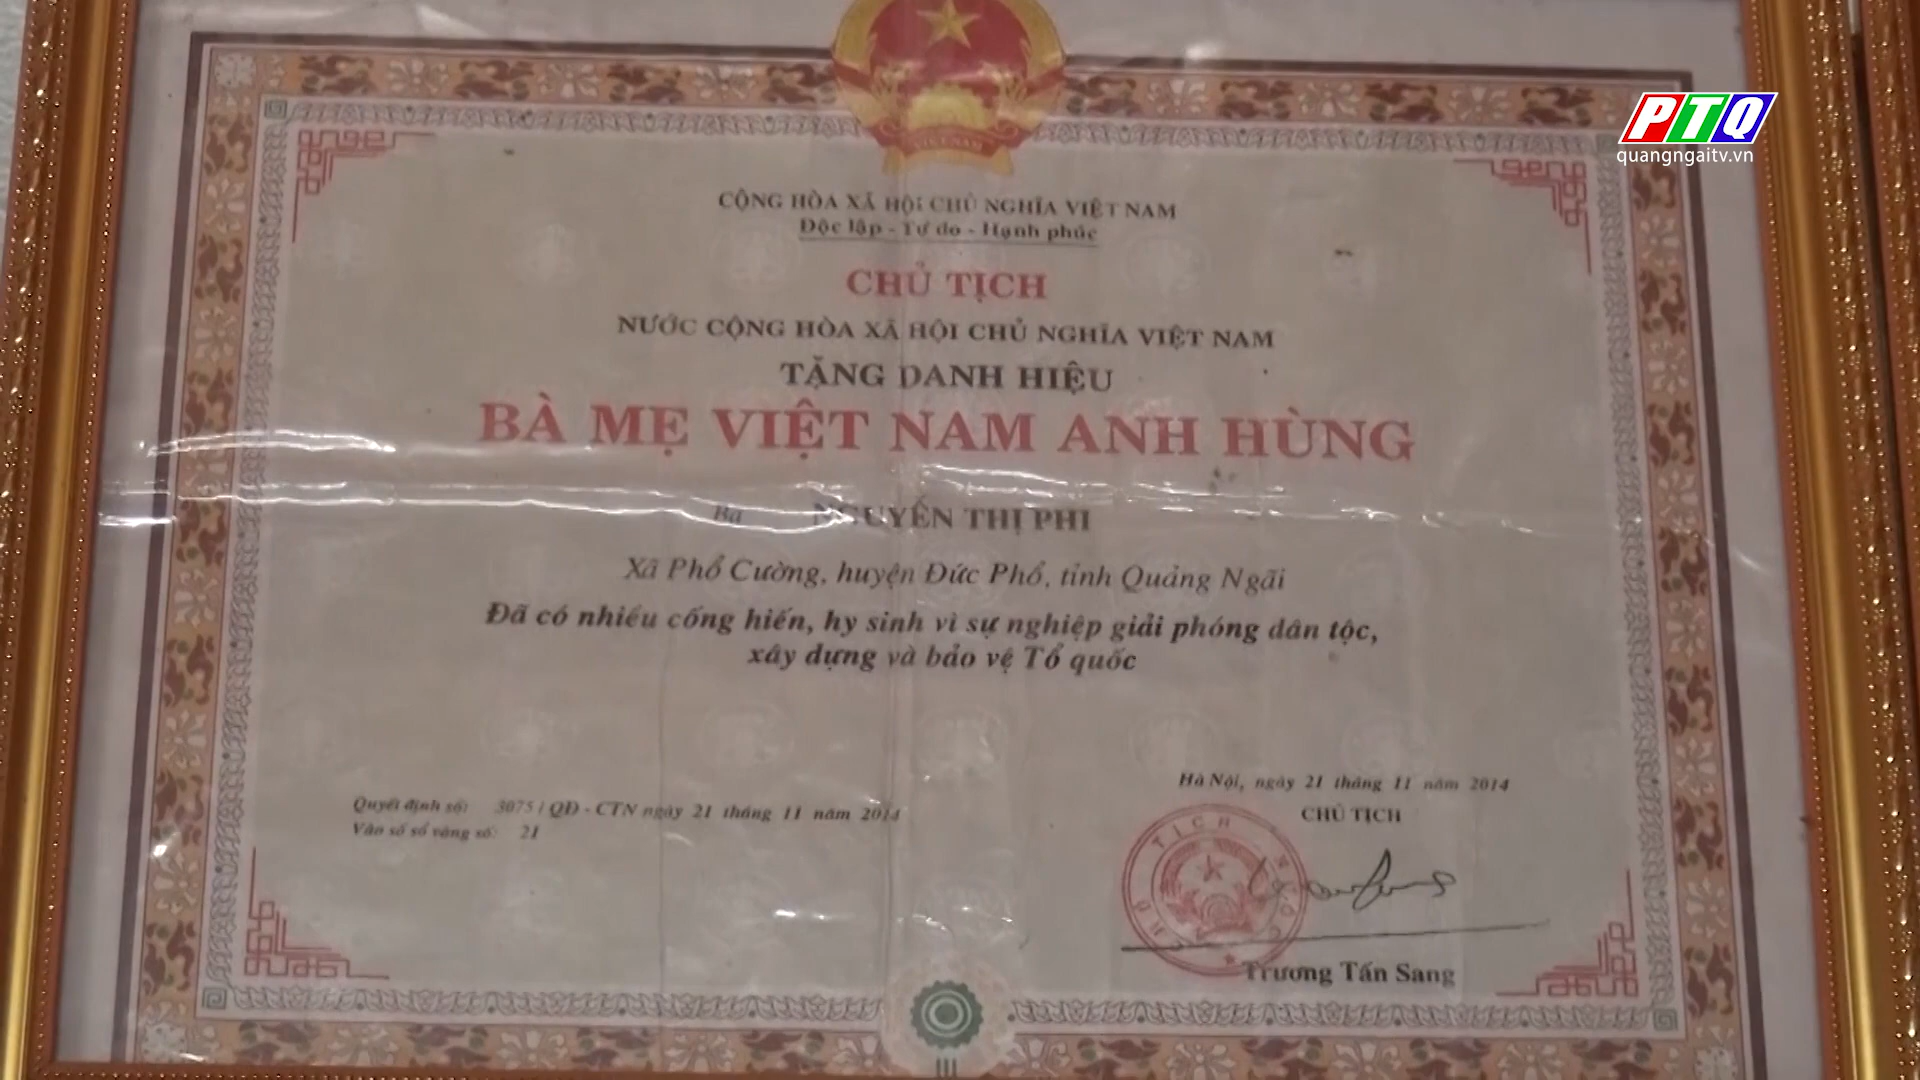 PTQ
quangngaitv.vn
VIỆT NAM
CỘNG HÒA XÃ HỘI CHỦ NGHĨA VIỆT NAM
Độc lập - Tự do - Hạnh phúc
CHỦ TỊCH
NƯỚC CỘNG HÒA XÃ HỘI CHỦ NGHĨA VIỆT NAM
TẶNG DANH HIỆU
BÀ MẸ VIỆT NAM ANH HÙNG
Bà NGUYỄN THỊ PHI
Xã Phổ Cường, huyện Đức Phổ, tỉnh Quảng Ngãi
Đã có nhiều cống hiến, hy sinh vì sự nghiệp giải phóng dân tộc,
xây dựng và bảo vệ Tổ quốc
Hà Nội, ngày 21 tháng 11 năm 2014
CHỦ TỊCH
Quyết định số: 3075 / QĐ - CTN ngày 21 tháng 11 năm 2014
Vào sổ số vàng số: 21
CHỦ TỊCH NƯỚC
Trương Tấn Sang